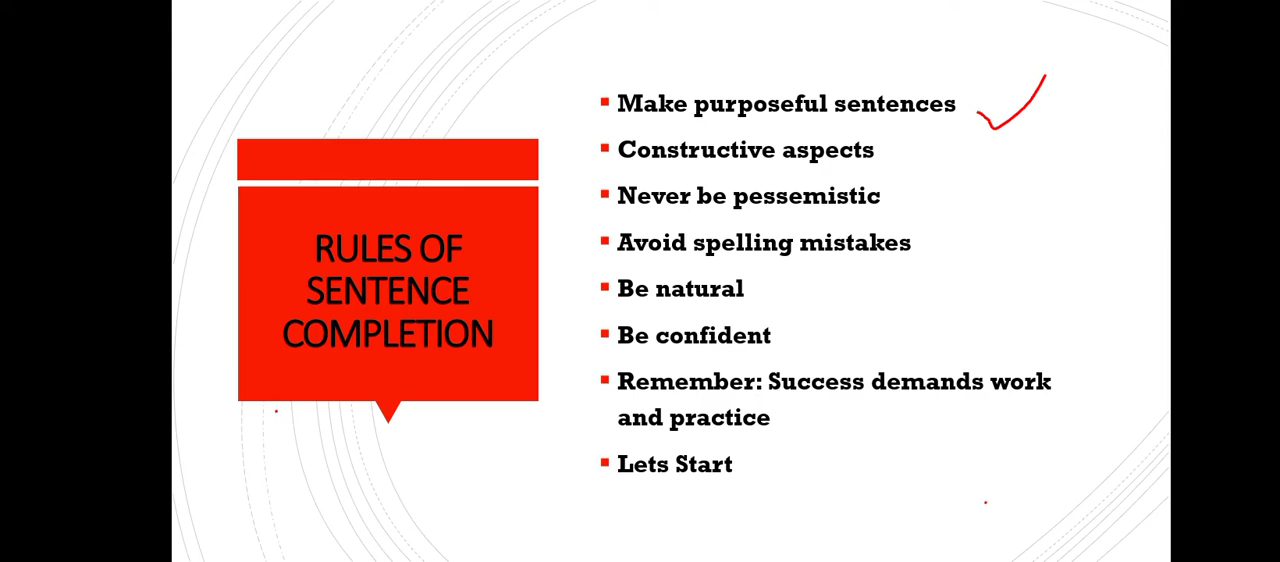 RULES OF
SENTENCE
COMPLETION
Make purposeful sentences
Constructive aspects
Never be pessemistic
Avoid spelling mistakes
Be natural
Be confident
Remember: Success demands work
and practice
Lets Start